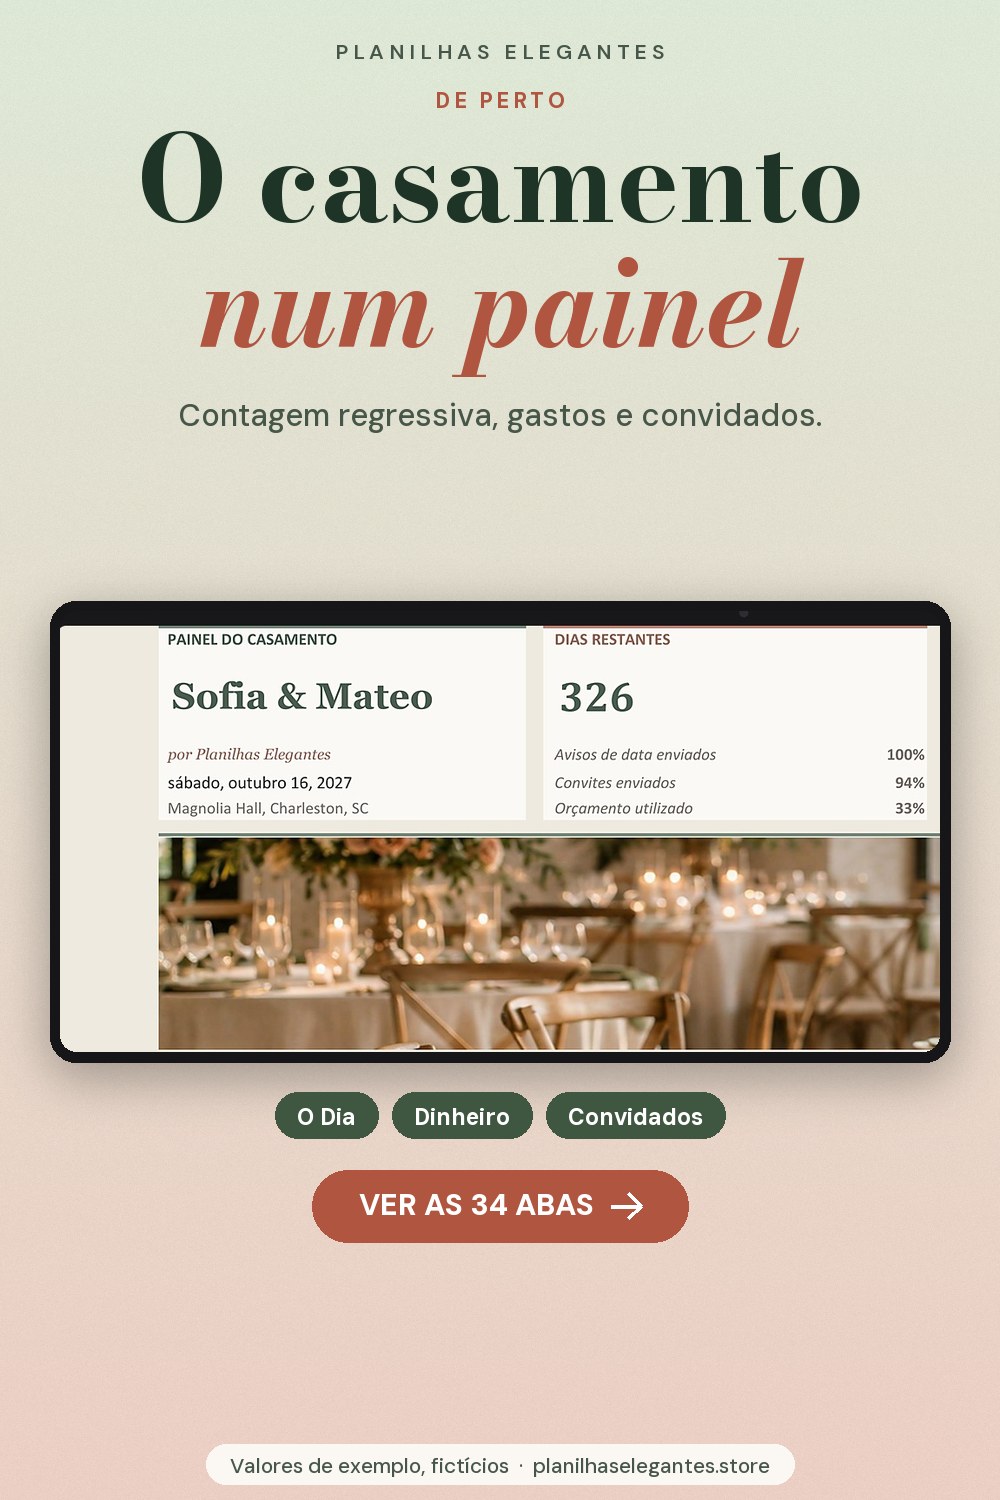 PLANILHAS ELEGANTES
DE PERTO
O casamento
num painel
Contagem regressiva, gastos e convidados.
PAINEL DO CASAMENTO
Sofia & Mateo
por Planilhas Elegantes
sábado, outubro 16, 2027
Magnolia Hall, Charleston, SC
DIAS RESTANTES
326
Avisos de data enviados 100%
Convites enviados 94%
Orçamento utilizado 33%
O Dia Dinheiro Convidados
VER AS 34 ABAS →
Valores de exemplo, fictícios · planilhaselegantes.store